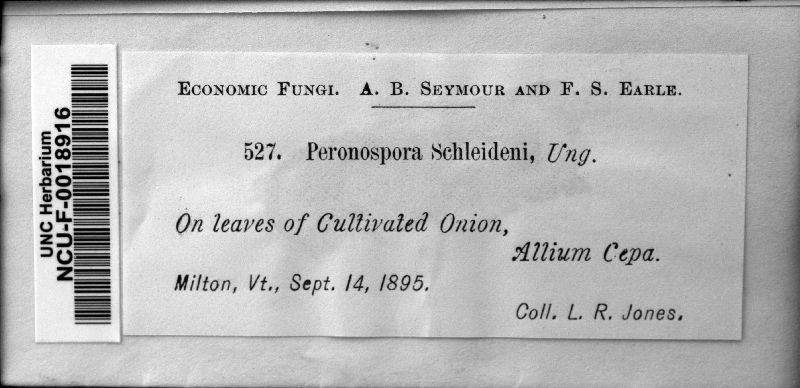 UNC Herbarium
NCU-F-0018916
Economic Fungi. A. B. Seymour and F. S. Earle.
527. Peronospora Schleideni, Ung.
On leaves of Cultivated Onion,
Allium Cepa.
Milton, Vt., Sept. 14, 1895.
Coll. L. R. Jones.